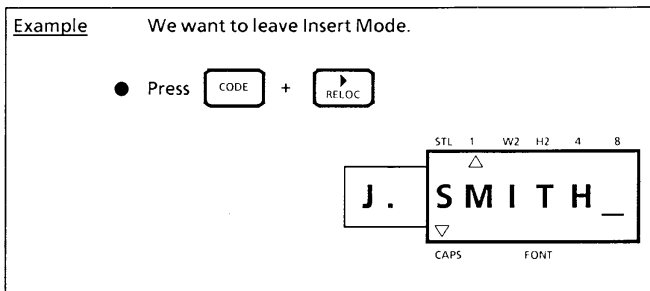 Example We want to leave Insert Mode.
● Press CODE + RELOC
STL 1 W2 H2 4 8
J. SMITH_
CAPS FONT